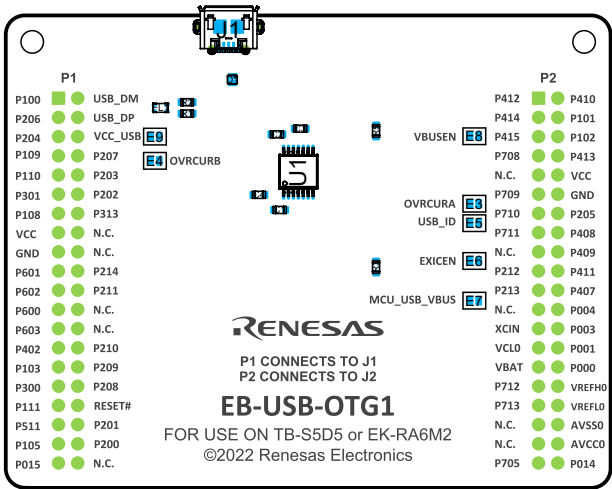 J1
P1
P2
P100 USB_DM
P412 P410
P206 USB_DP
P414 P101
P204 VCC_USB E9
VBUSEN E8
P415 P102
P109 P207
E4 OVRCURB
P708 P413
U1
P110 P203
N.C. VCC
P301 P202
P709 GND
P108 P313
OVRCURA E3
P710 P205
VCC N.C.
USB_ID E5
P711 P408
GND N.C.
N.C. P409
P601 P214
EXICEN E6
P212 P411
P602 P211
P213 P407
P600 N.C.
MCU_USB_VBUS E7
N.C. P004
P603 N.C.
RENESAS
XCIN P003
P402 P210
VCL0 P001
P103 P209
P1 CONNECTS TO J1
P2 CONNECTS TO J2
VBAT P000
P300 P208
P712 VREFH0
P111 RESET#
EB-USB-OTG1
P713 VREFL0
P511 P201
N.C. AVSS0
FOR USE ON TB-S5D5 or EK-RA6M2
P105 P200
N.C. AVCC0
©2022 Renesas Electronics
P015 N.C.
P705 P014